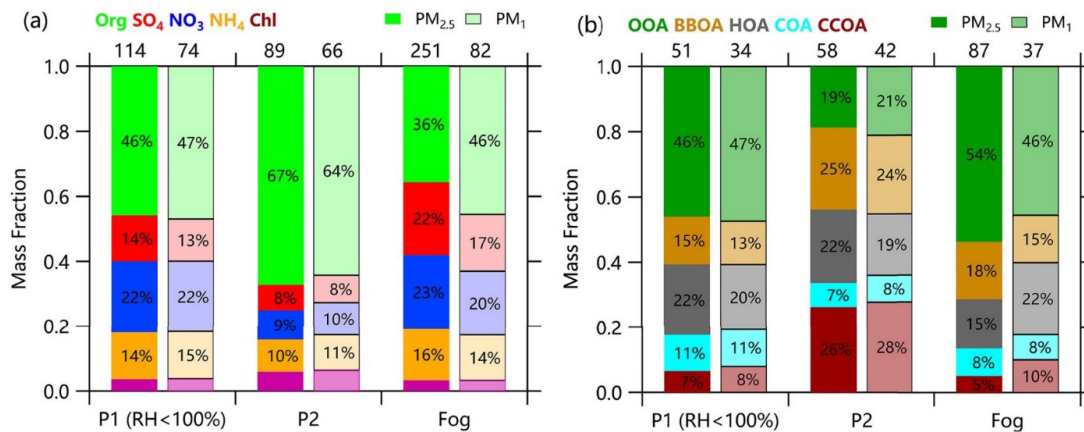 (a) Org SO₄ NO₃ NH₄ Chl PM₂.₅ PM₁
114 74 89 66 251 82
Mass Fraction
1.0
0.8
0.6
0.4
0.2
0.0
46% 14% 22% 14%
47% 13% 22% 15%
67% 8% 9% 10%
64% 8% 10% 11%
36% 22% 23% 16%
46% 17% 20% 14%
P1 (RH<100%) P2 Fog
(b) OOA BBOA HOA COA CCOA PM₂.₅ PM₁
51 34 58 42 87 37
Mass Fraction
1.0
0.8
0.6
0.4
0.2
0.0
46% 15% 22% 11% 7%
47% 13% 20% 11% 8%
19% 25% 22% 7% 26%
21% 24% 19% 8% 28%
54% 18% 15% 8% 5%
46% 15% 22% 8% 10%
P1 (RH<100%) P2 Fog